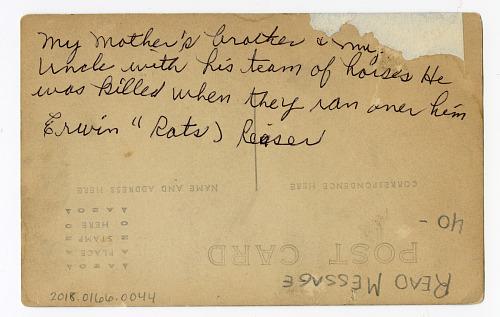 My Mother's brother & my
Uncle with his team of horses He
was killed when they ran over him
Erwin "Rats) Reiser
CORRESPONDENCE HERE
NAME AND ADDRESS HERE
POST CARD
PLACE
STAMP
HERE
40-
READ MESSAGE
2018.0166.0044